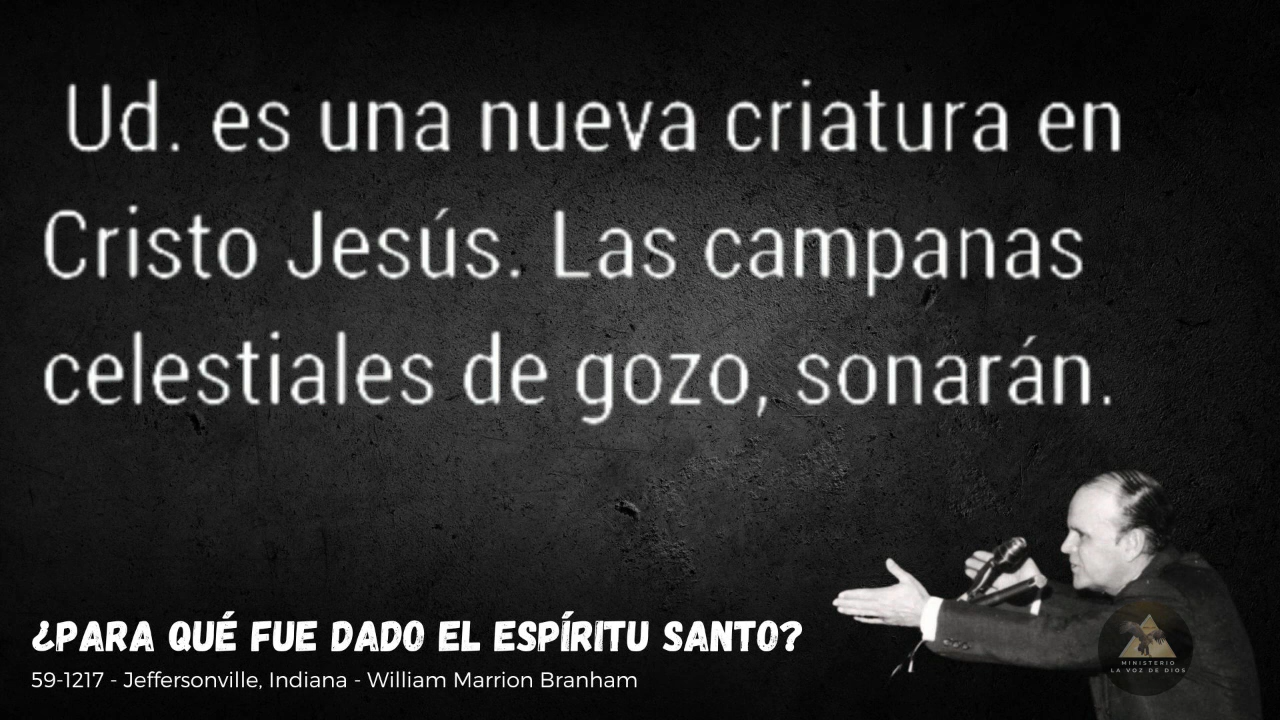 Ud. es una nueva criatura en
Cristo Jesús. Las campanas
celestiales de gozo, sonarán.
¿PARA QUÉ FUE DADO EL ESPÍRITU SANTO?
59-1217 - Jeffersonville, Indiana - William Marrion Branham
MINISTERIO
LA VOZ DE DIOS